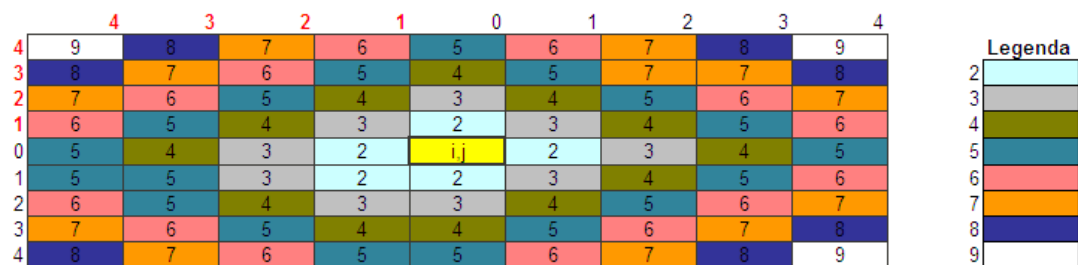 4 3 2 1 0 1 2 3 4
4 9 8 7 6 5 6 7 8 9 Legenda
3 8 7 6 5 4 5 7 7 8 2
2 7 6 5 4 3 4 5 6 7 3
1 6 5 4 3 2 3 4 5 6 4
0 5 4 3 2 i,j 2 3 4 5 5
1 5 5 3 2 2 3 4 5 6 6
2 6 5 4 3 3 4 5 6 7 7
3 7 6 5 4 4 5 6 7 8 8
4 8 7 6 5 5 6 7 8 9 9